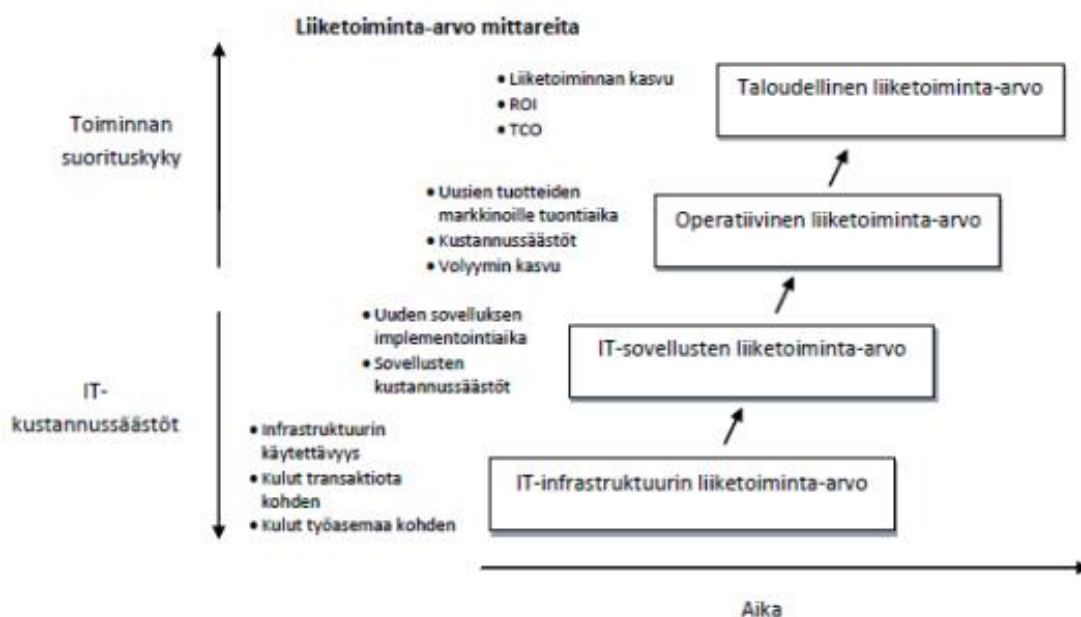 Liiketoiminta-arvo mittareita
• Liiketoiminnan kasvu
• ROI
• TCO
Taloudellinen liiketoiminta-arvo
Toiminnan
suorituskyky
• Uusien tuotteiden
markkinoille tuontiaika
• Kustannussäästöt
• Volyymin kasvu
Operatiivinen liiketoiminta-arvo
• Uuden sovelluksen
implementointiaika
• Sovellusten
kustannussäästöt
IT-sovellusten liiketoiminta-arvo
IT-
kustannussäästöt
• Infrastruktuurin
käytettävyys
• Kulut transaktiota
kohden
• Kulut työasemaa kohden
IT-infrastruktuurin liiketoiminta-arvo
Aika